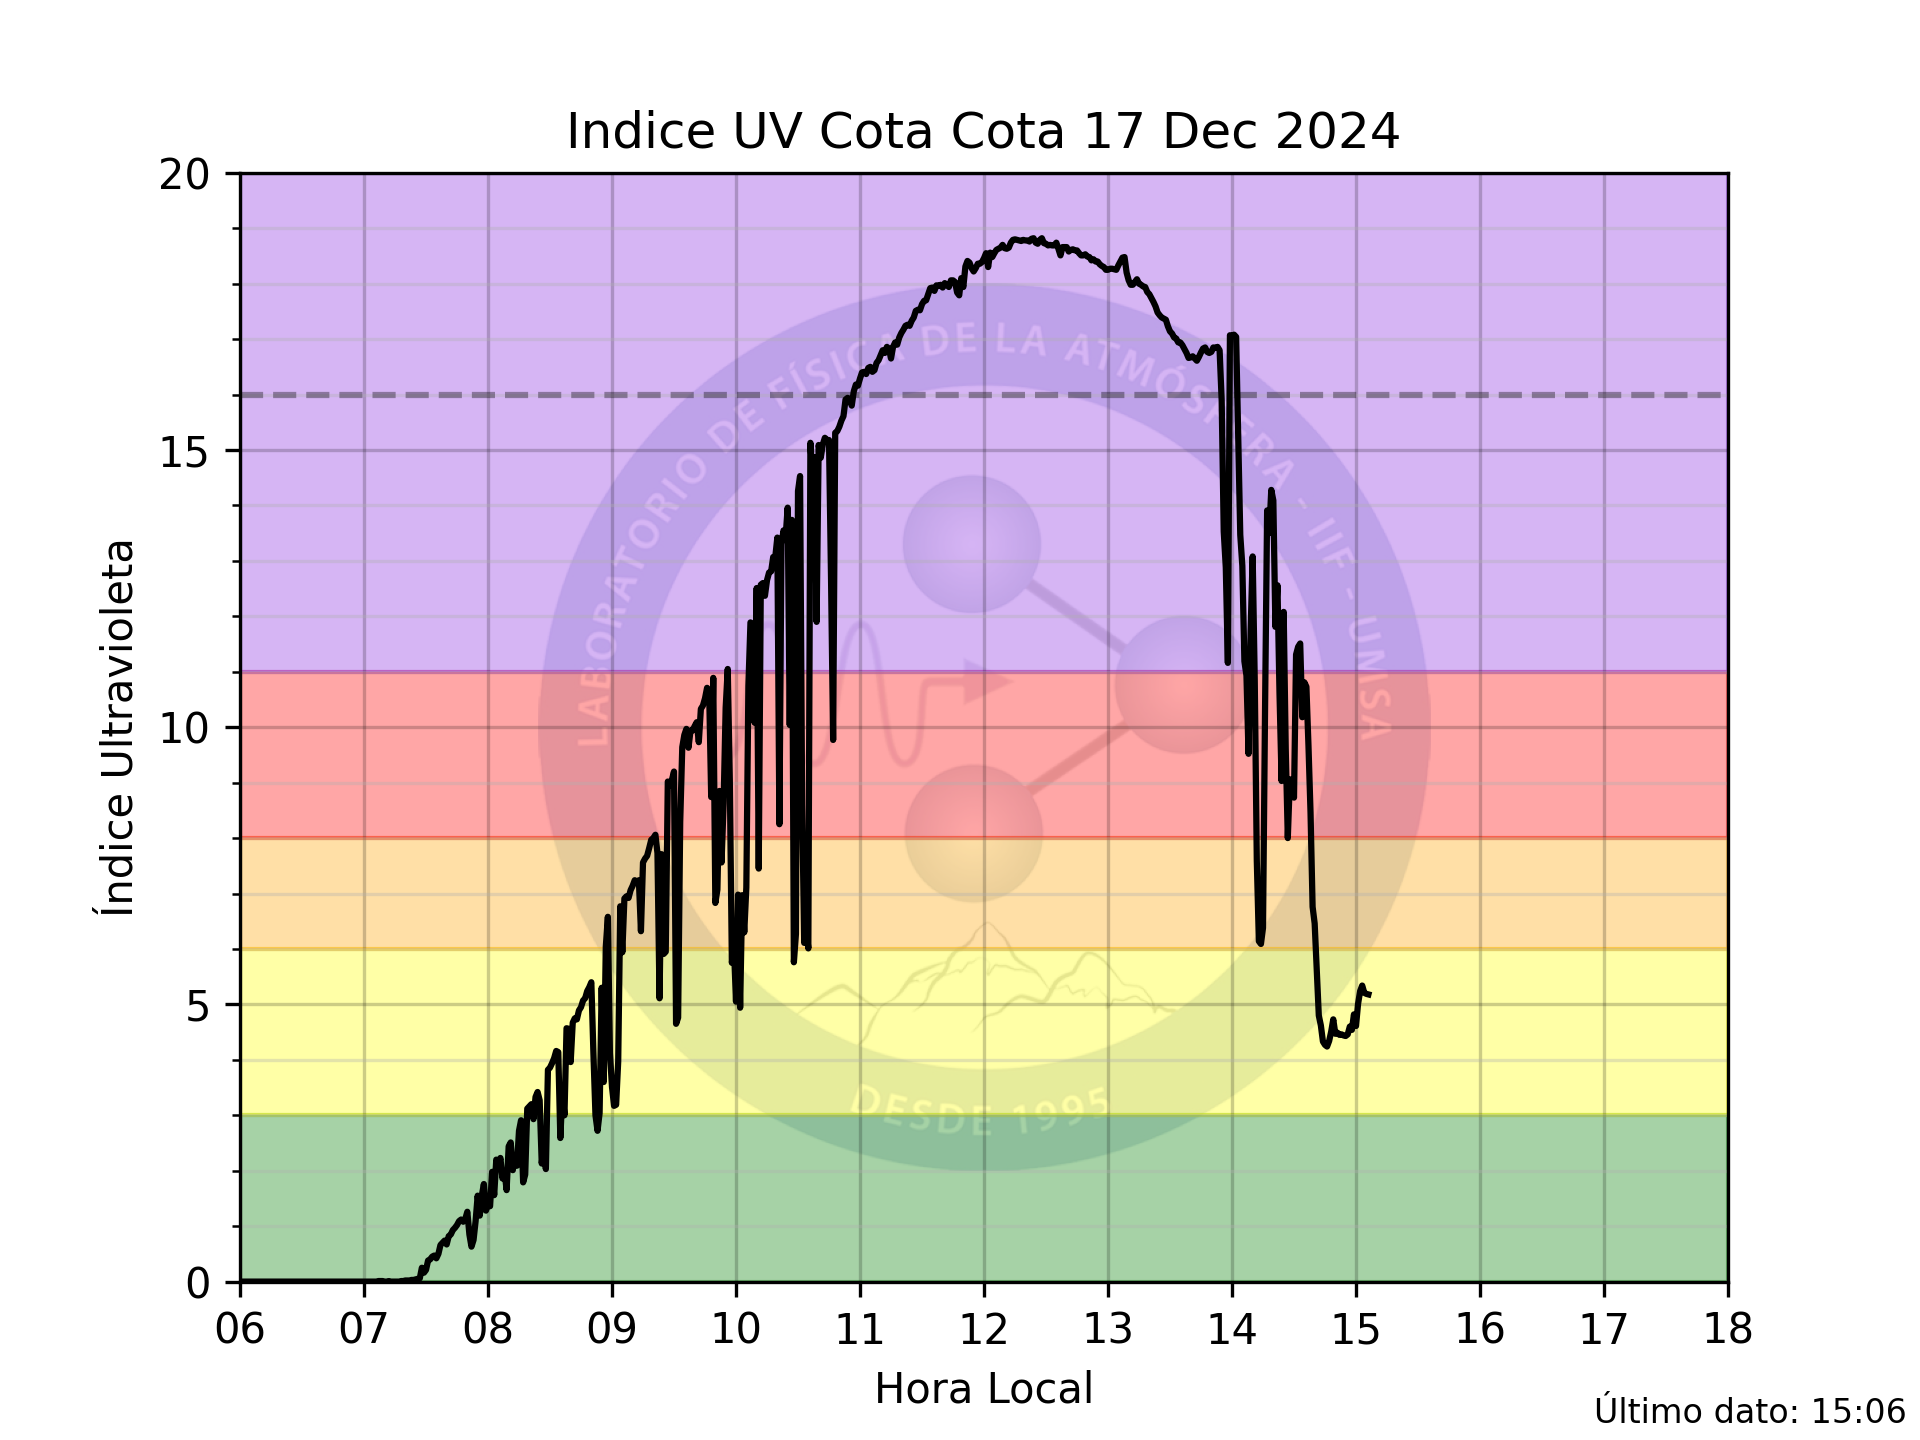 Indice UV Cota Cota 17 Dec 2024
20
15
10
5
0
Índice Ultravioleta
LABORATORIO DE FÍSICA DE LA ATMÓSFERA - IIF - UMSA
DESDE 1995
06 07 08 09 10 11 12 13 14 15 16 17 18
Hora Local
Último dato: 15:06